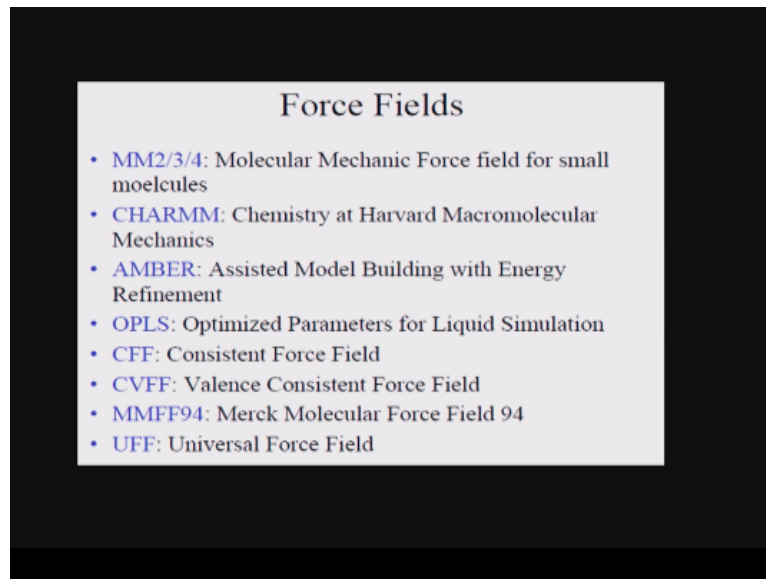 Force Fields
• MM2/3/4: Molecular Mechanic Force field for small
moelcules
• CHARMM: Chemistry at Harvard Macromolecular
Mechanics
• AMBER: Assisted Model Building with Energy
Refinement
• OPLS: Optimized Parameters for Liquid Simulation
• CFF: Consistent Force Field
• CVFF: Valence Consistent Force Field
• MMFF94: Merck Molecular Force Field 94
• UFF: Universal Force Field